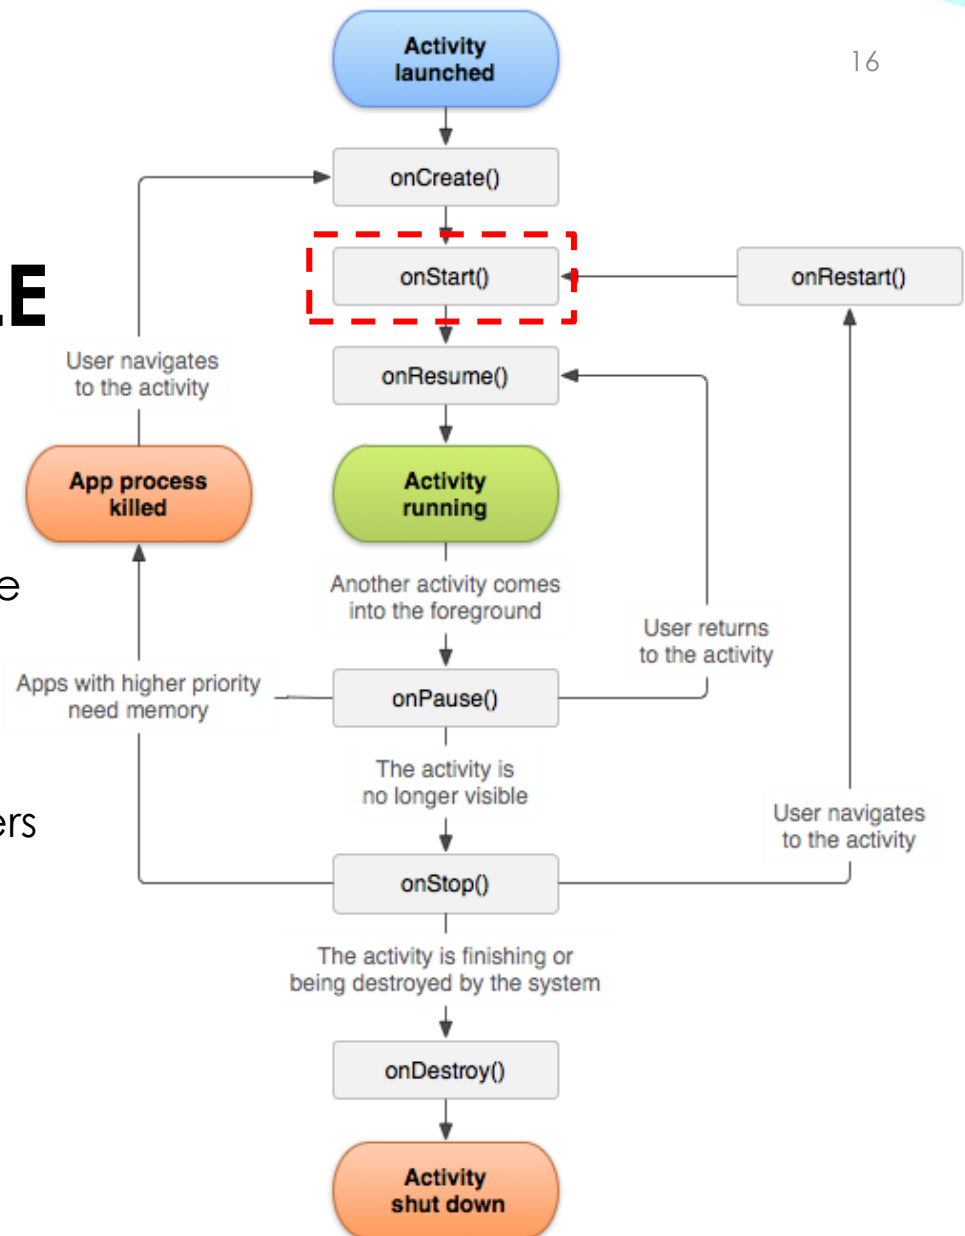 16
Activity
launched
onCreate()
onStart()
onRestart()
LE
User navigates
to the activity
onResume()
App process
killed
Activity
running
e
Another activity comes
into the foreground
User returns
to the activity
Apps with higher priority
need memory
onPause()
The activity is
no longer visible
ers
User navigates
to the activity
onStop()
The activity is finishing or
being destroyed by the system
onDestroy()
Activity
shut down